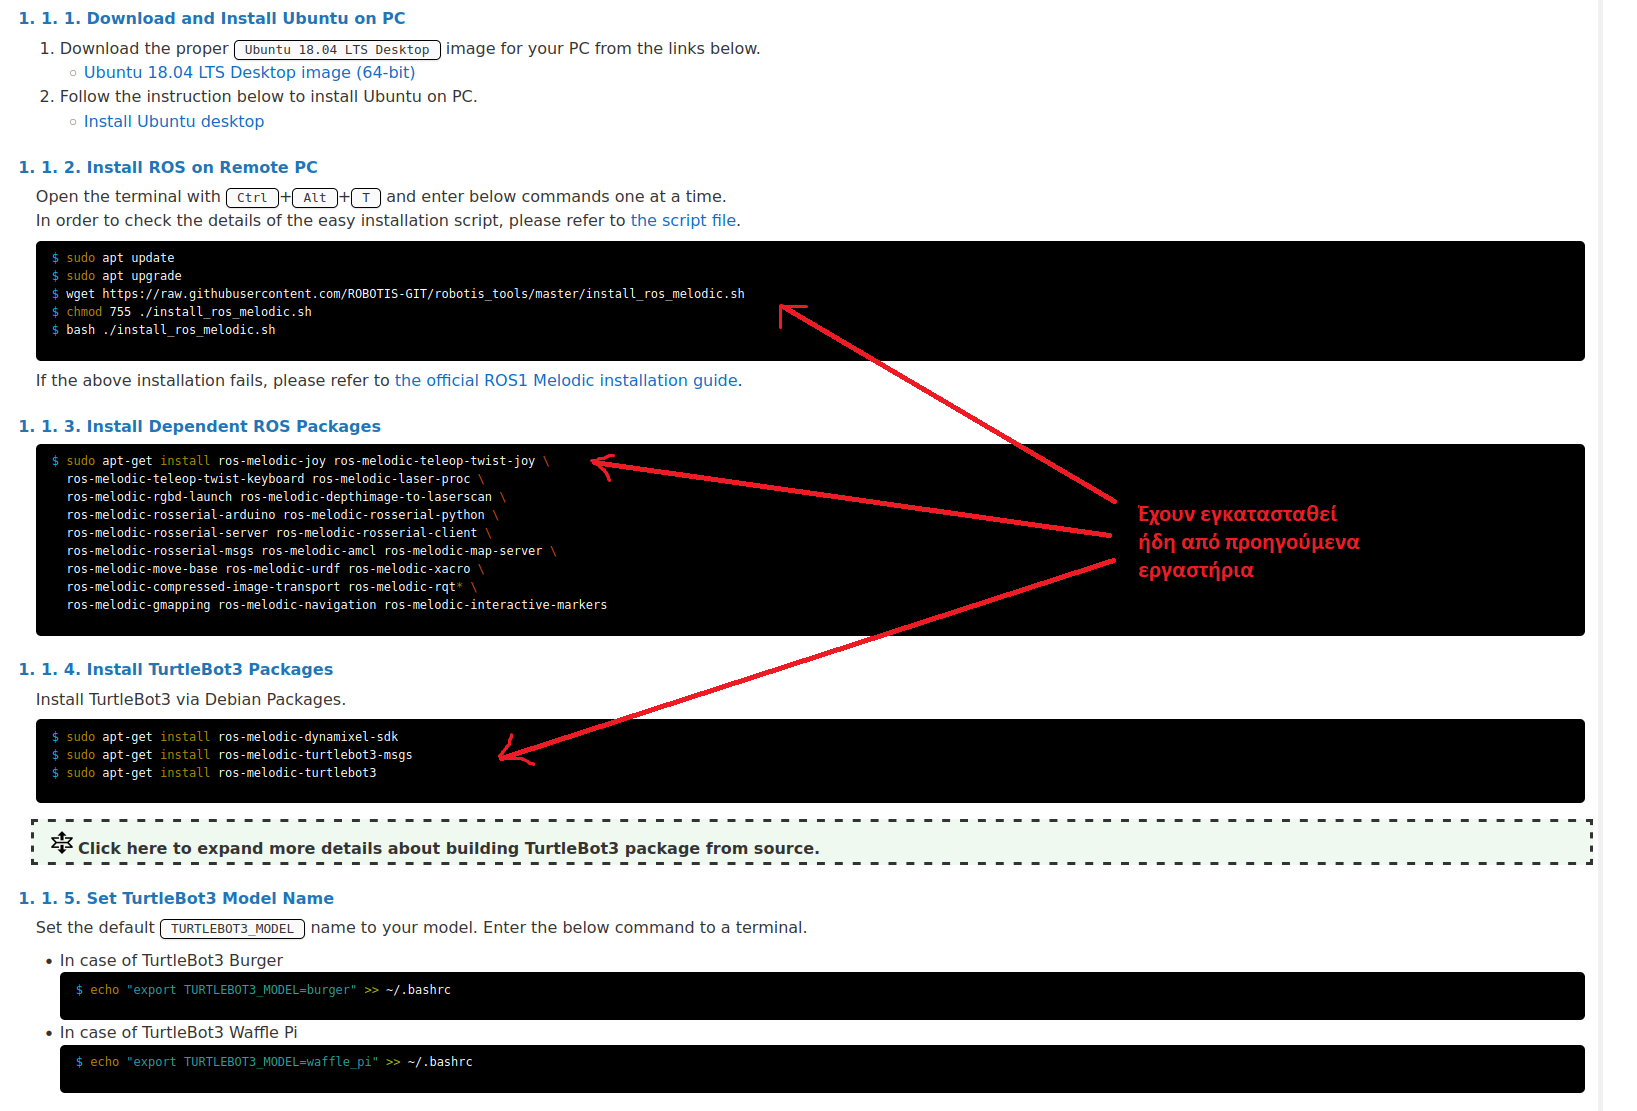 1. 1. 1. Download and Install Ubuntu on PC
1. Download the proper Ubuntu 18.04 LTS Desktop image for your PC from the links below.
Ubuntu 18.04 LTS Desktop image (64-bit)
2. Follow the instruction below to install Ubuntu on PC.
Install Ubuntu desktop
1. 1. 2. Install ROS on Remote PC
Open the terminal with Ctrl+Alt+T and enter below commands one at a time.
In order to check the details of the easy installation script, please refer to the script file.
$ sudo apt update
$ sudo apt upgrade
$ wget https://raw.githubusercontent.com/ROBOTIS-GIT/robotis_tools/master/install_ros_melodic.sh
$ chmod 755 ./install_ros_melodic.sh
$ bash ./install_ros_melodic.sh
If the above installation fails, please refer to the official ROS1 Melodic installation guide.
1. 1. 3. Install Dependent ROS Packages
$ sudo apt-get install ros-melodic-joy ros-melodic-teleop-twist-joy \
ros-melodic-teleop-twist-keyboard ros-melodic-laser-proc \
ros-melodic-rgbd-launch ros-melodic-depthimage-to-laserscan \
ros-melodic-rosserial-arduino ros-melodic-rosserial-python \
ros-melodic-rosserial-server ros-melodic-rosserial-client \
ros-melodic-rosserial-msgs ros-melodic-amcl ros-melodic-map-server \
ros-melodic-move-base ros-melodic-urdf ros-melodic-xacro \
ros-melodic-compressed-image-transport ros-melodic-rqt* \
ros-melodic-gmapping ros-melodic-navigation ros-melodic-interactive-markers
Έχουν εγκατασταθεί
ήδη από προηγούμενα
εργαστήρια
1. 1. 4. Install TurtleBot3 Packages
Install TurtleBot3 via Debian Packages.
$ sudo apt-get install ros-melodic-dynamixel-sdk
$ sudo apt-get install ros-melodic-turtlebot3-msgs
$ sudo apt-get install ros-melodic-turtlebot3
Click here to expand more details about building TurtleBot3 package from source.
1. 1. 5. Set TurtleBot3 Model Name
Set the default TURTLEBOT3_MODEL name to your model. Enter the below command to a terminal.
In case of TurtleBot3 Burger
$ echo "export TURTLEBOT3_MODEL=burger" >> ~/.bashrc
In case of TurtleBot3 Waffle Pi
$ echo "export TURTLEBOT3_MODEL=waffle_pi" >> ~/.bashrc